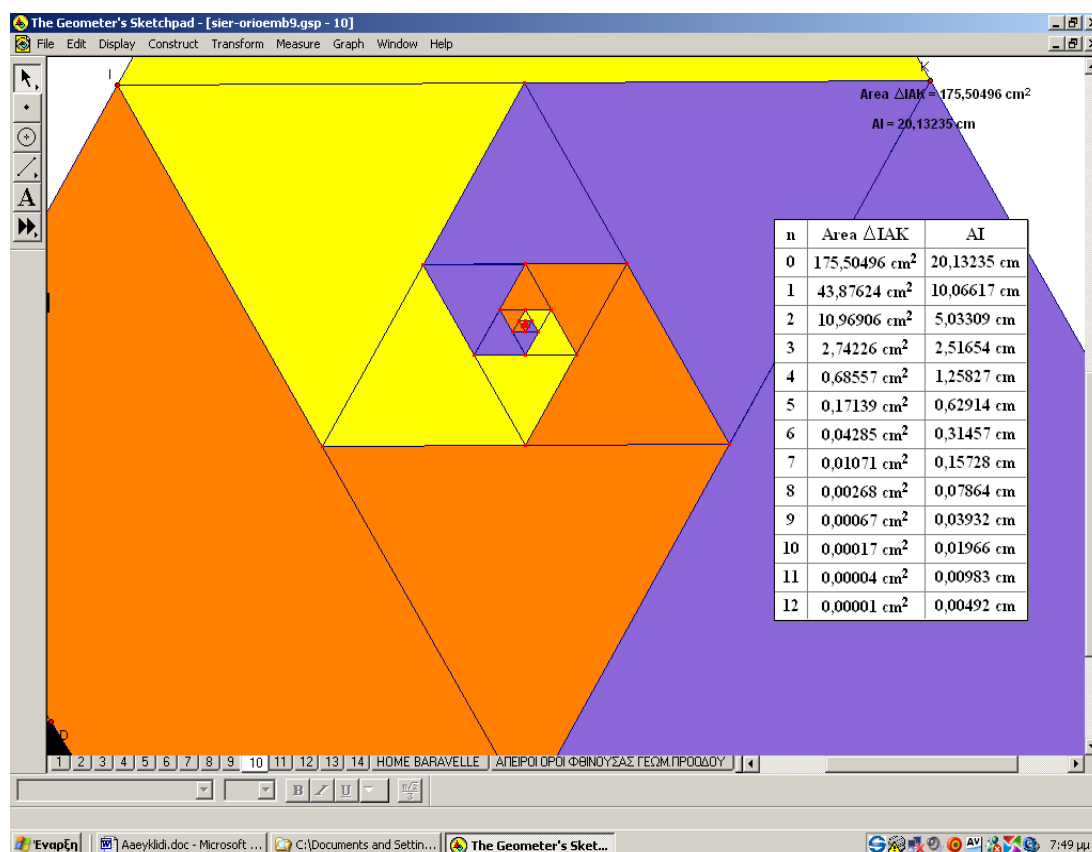 The Geometer's Sketchpad - [sier-orioemb9.gsp - 10]
File Edit Display Construct Transform Measure Graph Window Help
I
K
Area △IAK = 175,50496 cm²
AI = 20,13235 cm
A
n Area △IAK AI
0 175,50496 cm² 20,13235 cm
1 43,87624 cm² 10,06617 cm
2 10,96906 cm² 5,03309 cm
3 2,74226 cm² 2,51654 cm
4 0,68557 cm² 1,25827 cm
5 0,17139 cm² 0,62914 cm
6 0,04285 cm² 0,31457 cm
7 0,01071 cm² 0,15728 cm
8 0,00268 cm² 0,07864 cm
9 0,00067 cm² 0,03932 cm
10 0,00017 cm² 0,01966 cm
11 0,00004 cm² 0,00983 cm
12 0,00001 cm² 0,00492 cm
D
1 2 3 4 5 6 7 8 9 10 11 12 13 14 HOME BARAVELLE ΑΠΕΙΡΟΙ ΟΡΟΙ ΦΘΙΝΟΥΣΑΣ ΓΕΩΜ.ΠΡΟΟΔΟΥ
B I U
Έναρξη Aaeyklidi.doc - Microsoft ... C:\Documents and Settin... The Geometer's Sket... AV 7:49 μμ